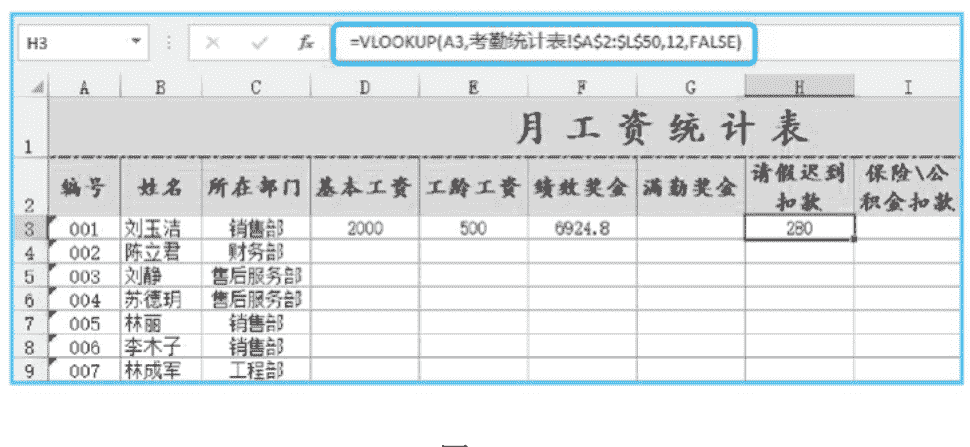 H3 fx =VLOOKUP(A3,考勤统计表!$A$2:$L$50,12,FALSE)
A B C D E F G H I
1 月工资统计表
2 编号 姓名 所在部门 基本工资 工龄工资 绩效奖金 满勤奖金 请假迟到扣款 保险\公积金扣款
3 001 刘玉洁 销售部 2000 500 6924.8 280
4 002 陈立君 财务部
5 003 刘静 售后服务部
6 004 苏德玥 售后服务部
7 005 林丽 销售部
8 006 李木子 销售部
9 007 林成军 工程部